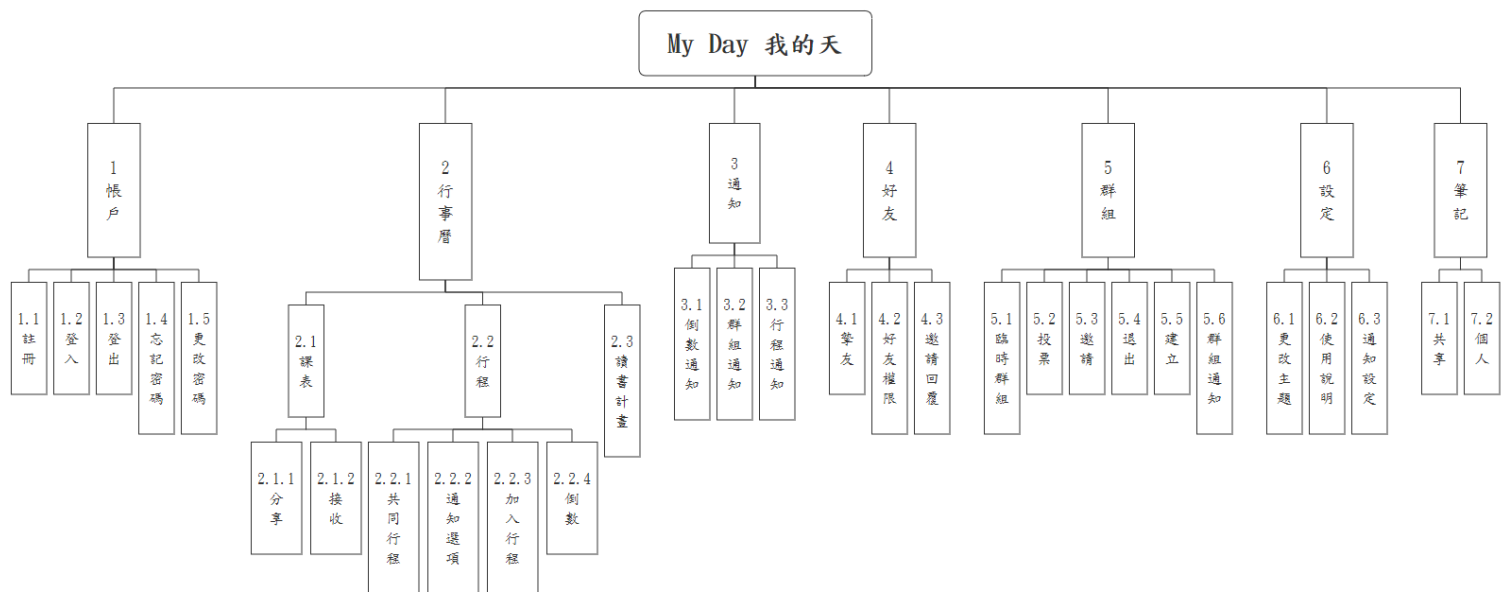 My Day 我的天
1 帳戶
2 行事曆
3 通知
4 好友
5 群組
6 設定
7 筆記
1.1 註冊
1.2 登入
1.3 登出
1.4 忘記密碼
1.5 更改密碼
2.1 課表
2.2 行程
2.3 讀書計畫
3.1 倒數通知
3.2 群組通知
3.3 行程通知
4.1 摯友
4.2 好友權限
4.3 邀請回覆
5.1 臨時群組
5.2 投票
5.3 邀請
5.4 退出
5.5 建立
5.6 群組通知
6.1 更改主題
6.2 使用說明
6.3 通知設定
7.1 共享
7.2 個人
2.1.1 分享
2.1.2 接收
2.2.1 共同行程
2.2.2 通知選項
2.2.3 加入行程
2.2.4 倒數